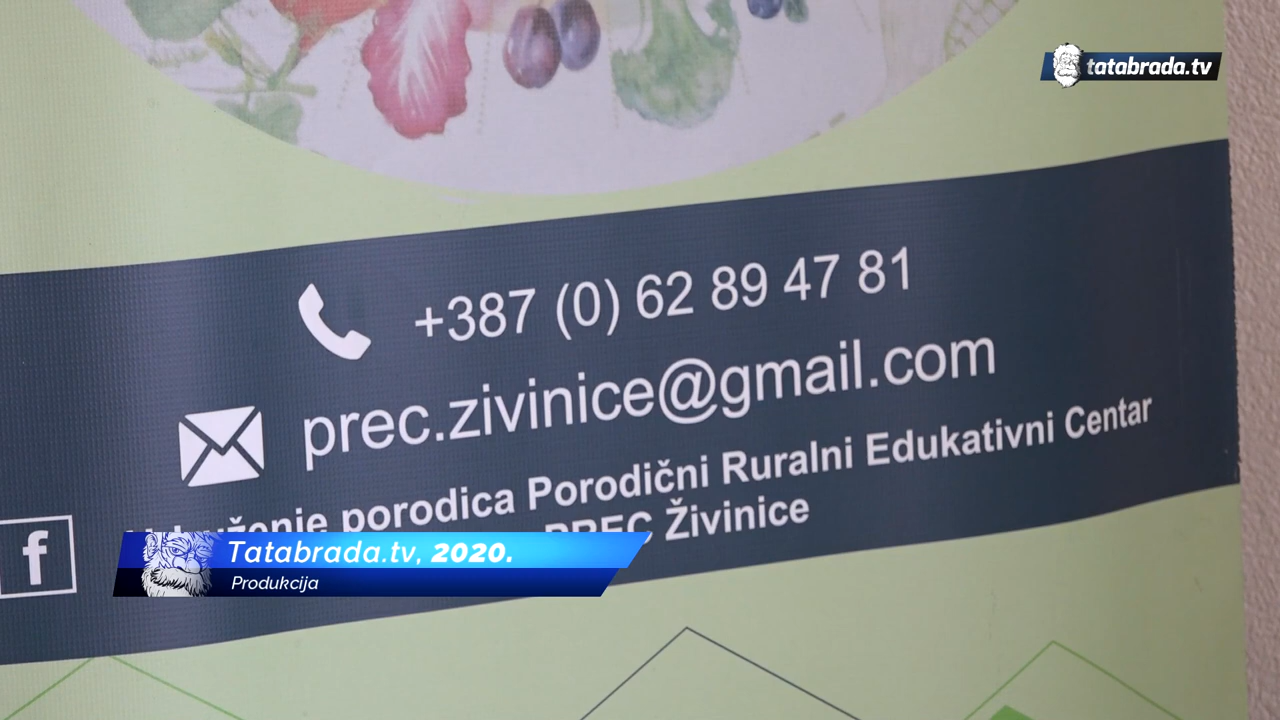 tatabrada.tv
+387 (0) 62 89 47 81
prec.zivinice@gmail.com
f
porodica Porodični Ruralni Edukativni Centar
PREC Živinice
Tatabrada.tv, 2020.
Produkcija